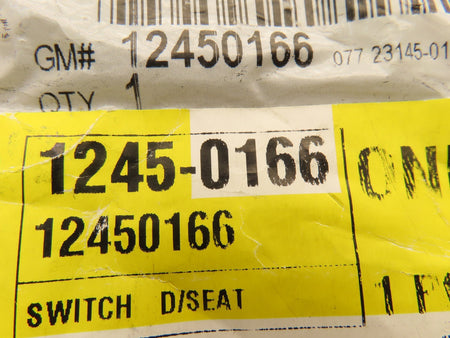 GM# 12450166 077 23145-01
QTY 1
1245-0166
12450166
SWITCH D/SEAT